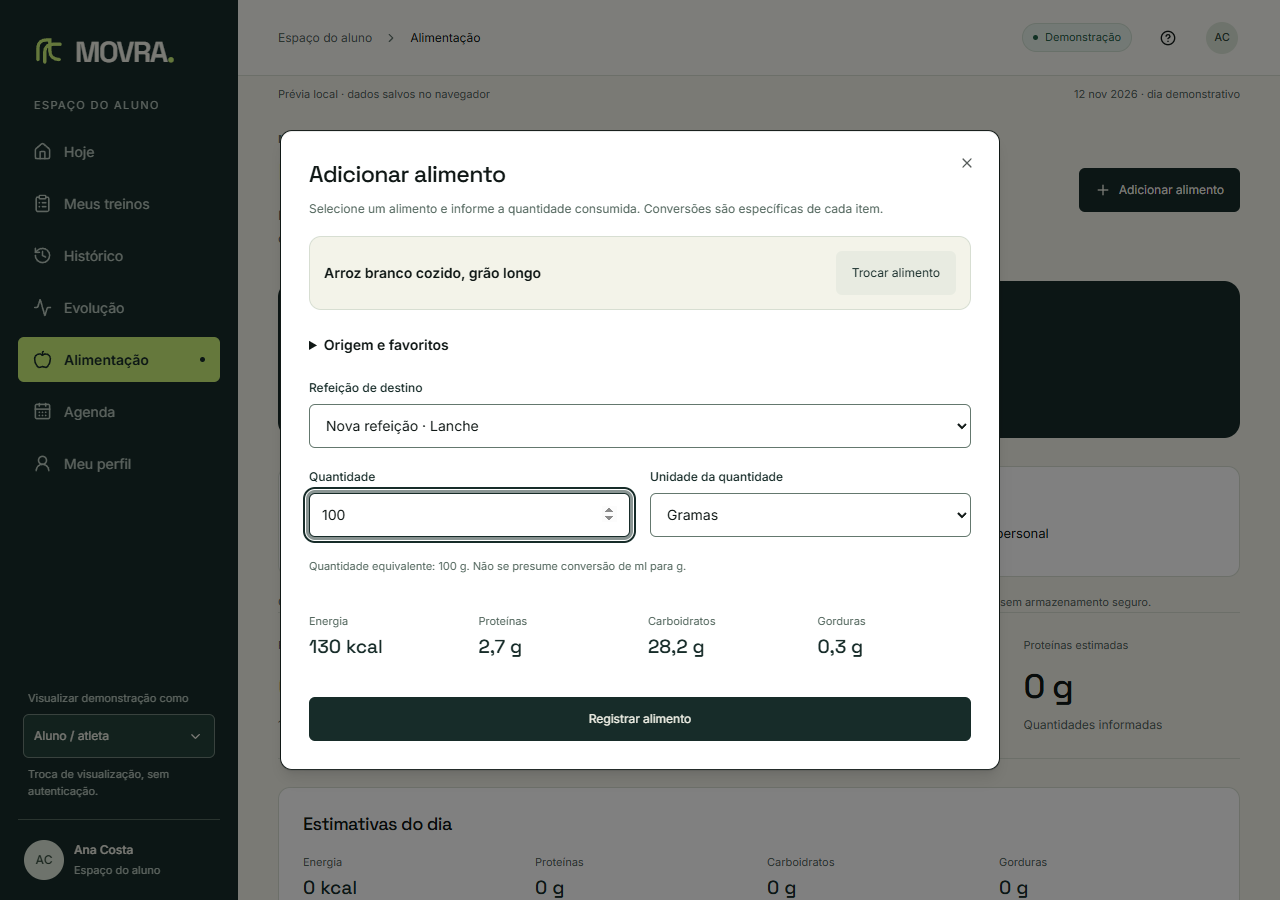 MOVRA.
ESPAÇO DO ALUNO
Hoje
Meus treinos
Histórico
Evolução
Alimentação
Agenda
Meu perfil
Visualizar demonstração como
Aluno / atleta
Troca de visualização, sem
autenticação.
AC
Ana Costa
Espaço do aluno
Espaço do aluno > Alimentação
Demonstração
AC
Prévia local · dados salvos no navegador
12 nov 2026 · dia demonstrativo
+ Adicionar alimento
Adicionar alimento
Selecione um alimento e informe a quantidade consumida. Conversões são específicas de cada item.
Arroz branco cozido, grão longo
Trocar alimento
Origem e favoritos
Refeição de destino
Nova refeição · Lanche
Quantidade
Unidade da quantidade
100
Gramas
Quantidade equivalente: 100 g. Não se presume conversão de ml para g.
Energia
Proteínas
Carboidratos
Gorduras
130 kcal
2,7 g
28,2 g
0,3 g
Registrar alimento
personal
sem armazenamento seguro.
Proteínas estimadas
0 g
Quantidades informadas
Estimativas do dia
Energia
Proteínas
Carboidratos
Gorduras
0 kcal
0 g
0 g
0 g